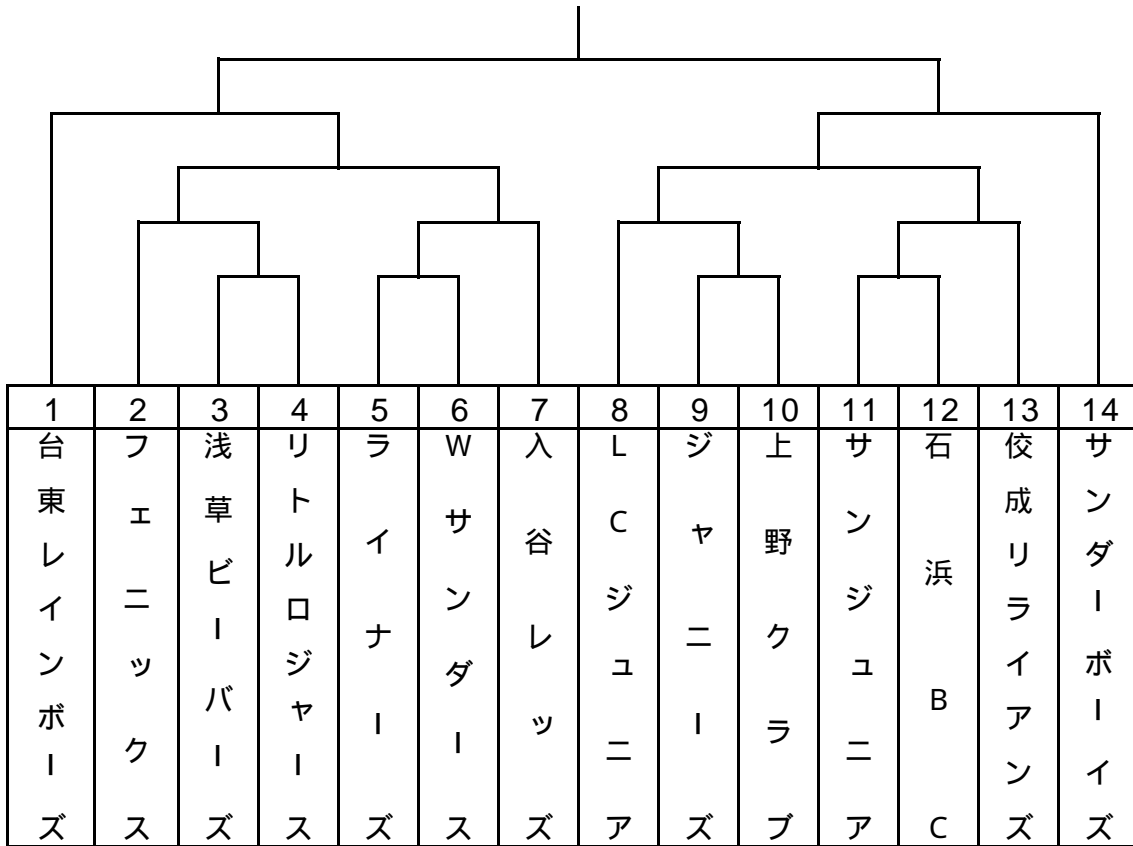 1 2 3 4 5 6 7 8 9 10 11 12 13 14
台東レインボーズ
フェニックス
浅草ビーバーズ
リトルロジャース
ライナーズ
Wサンダース
入谷レッズ
LCジュニア
ジャニーズ
上野クラブ
サンジュニア
石浜BC
佼成リライアンズ
サンダーボーイズ